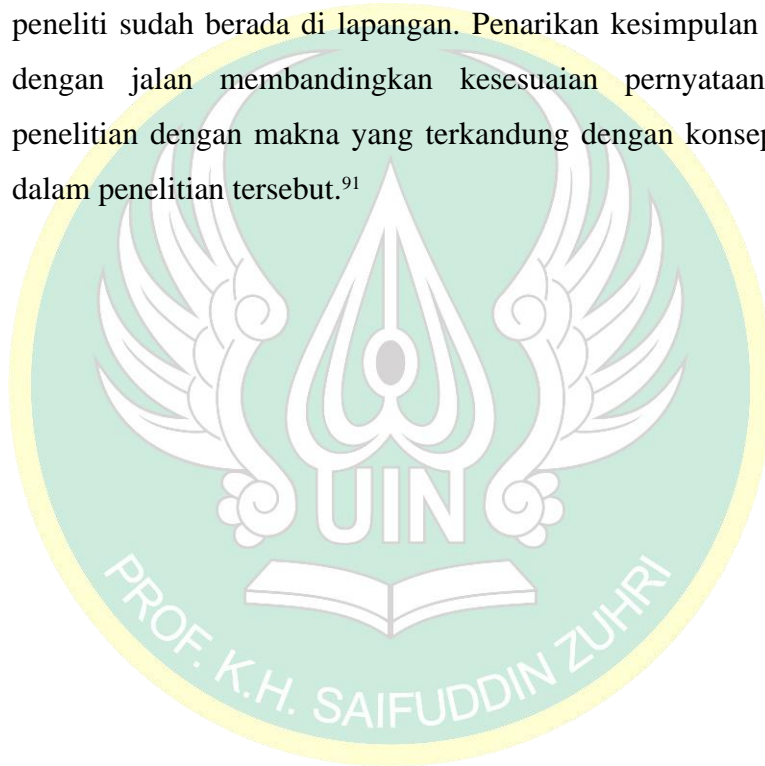 peneliti sudah berada di lapangan. Penarikan kesimpulan
dengan jalan membandingkan kesesuaian pernyataan
penelitian dengan makna yang terkandung dengan konsep
dalam penelitian tersebut.⁹¹
UIN
PROF. K.H. SAIFUDDIN ZUHRI